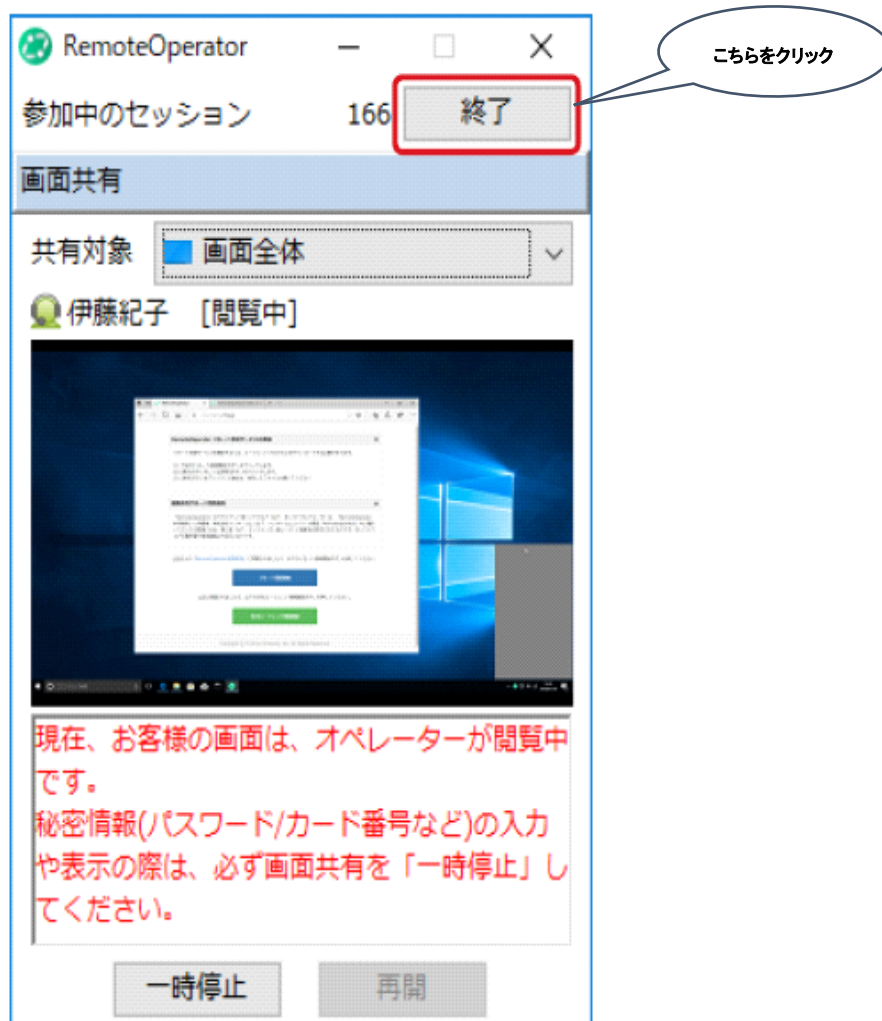 RemoteOperator
こちらをクリック
参加中のセッション 166 終了
画面共有
共有対象 画面全体
伊藤紀子 [閲覧中]
現在、お客様の画面は、オペレーターが閲覧中
です。
秘密情報(パスワード/カード番号など)の入力
や表示の際は、必ず画面共有を「一時停止」し
てください。
一時停止 再開